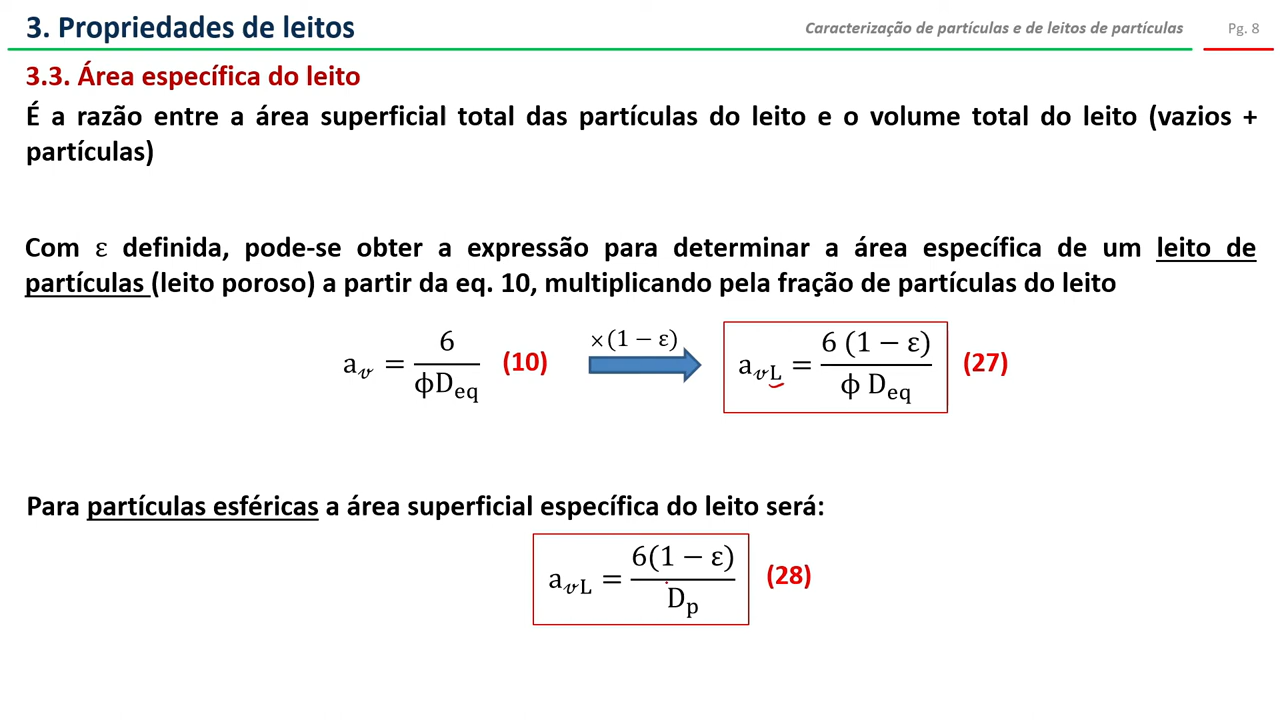 3. Propriedades de leitos
Caracterização de partículas e de leitos de partículas
Pg. 8
3.3. Área específica do leito
É a razão entre a área superficial total das partículas do leito e o volume total do leito (vazios +
partículas)
Com ε definida, pode-se obter a expressão para determinar a área específica de um leito de
partículas (leito poroso) a partir da eq. 10, multiplicando pela fração de partículas do leito
a𝓋 = 6 / ϕDeq (10) ×(1 − ε) a𝓋L = 6 (1 − ε) / ϕ Deq (27)
Para partículas esféricas a área superficial específica do leito será:
a𝓋L = 6(1 − ε) / Dp (28)